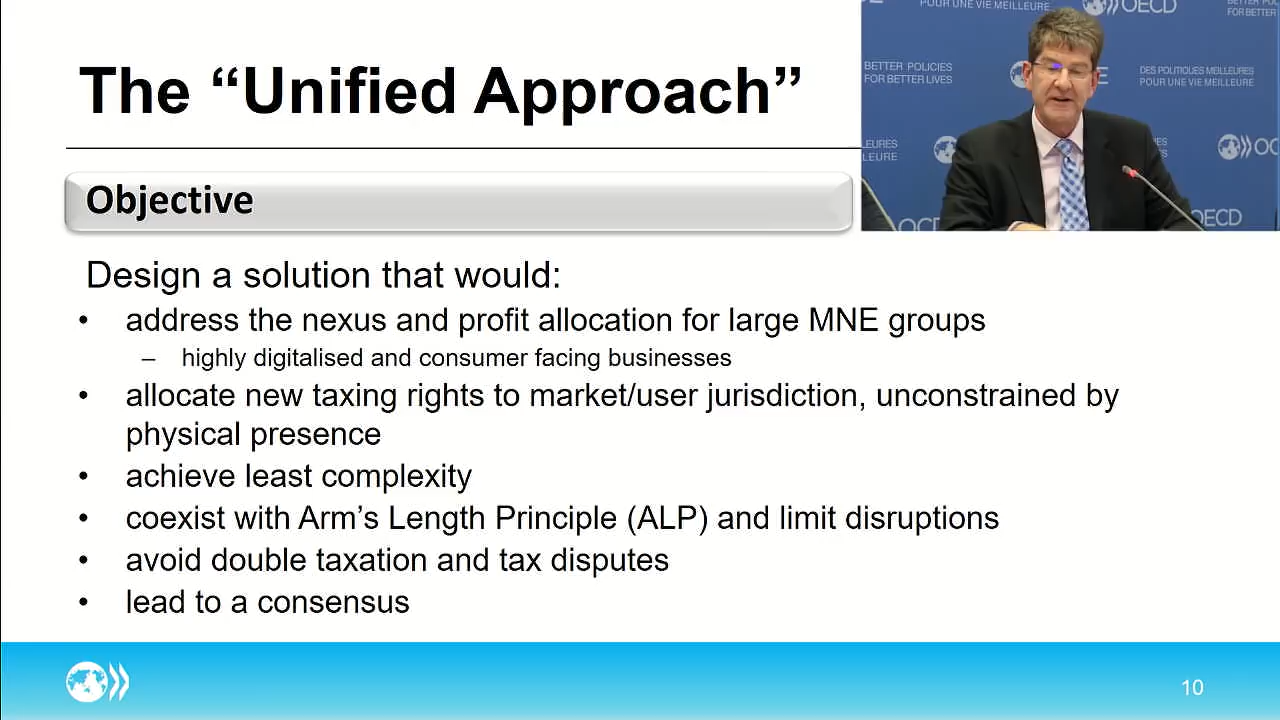 The “Unified Approach”
Objective
Design a solution that would:
• address the nexus and profit allocation for large MNE groups
– highly digitalised and consumer facing businesses
• allocate new taxing rights to market/user jurisdiction, unconstrained by
physical presence
• achieve least complexity
• coexist with Arm’s Length Principle (ALP) and limit disruptions
• avoid double taxation and tax disputes
• lead to a consensus
10
POUR UNE VIE MEILLEURE
OECD
FOR BETTER
BETTER POLICIES
FOR BETTER LIVES
DES POLITIQUES MEILLEURES
POUR UNE VIE MEILLEURE
OECD